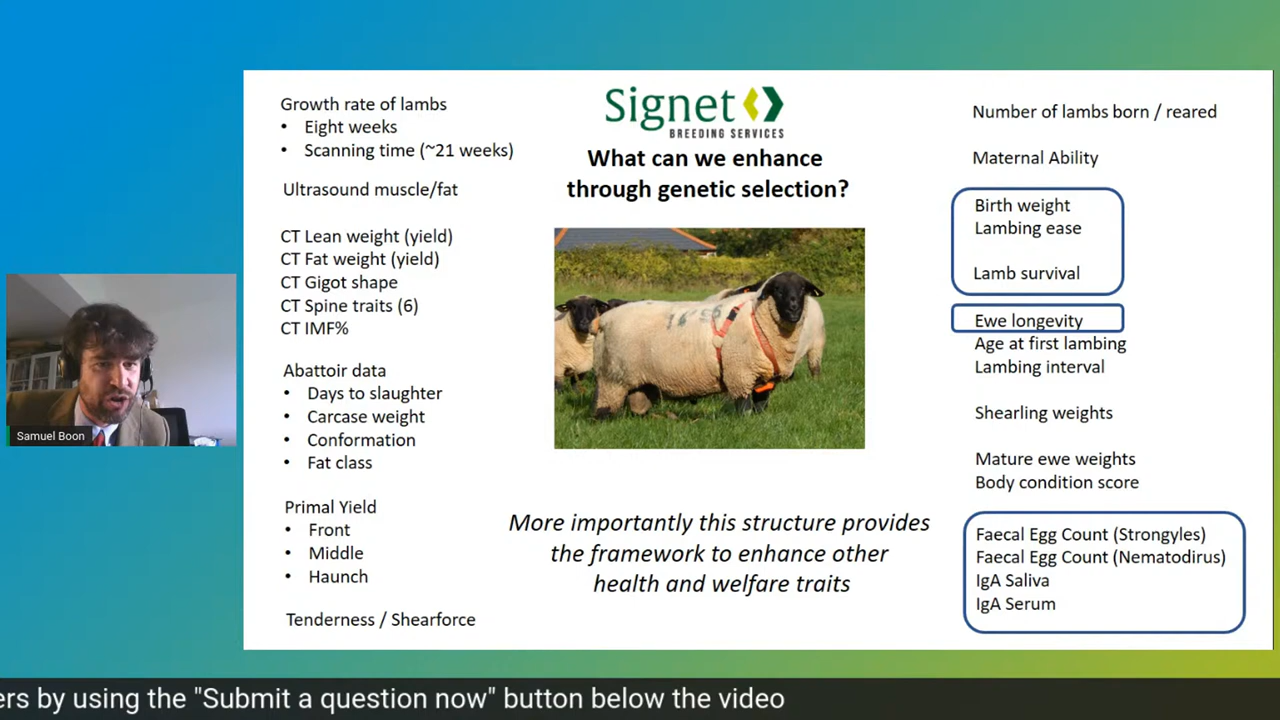 Growth rate of lambs
• Eight weeks
• Scanning time (~21 weeks)
Ultrasound muscle/fat
CT Lean weight (yield)
CT Fat weight (yield)
CT Gigot shape
CT Spine traits (6)
CT IMF%
Abattoir data
• Days to slaughter
• Carcase weight
• Conformation
• Fat class
Primal Yield
• Front
• Middle
• Haunch
Tenderness / Shearforce
Signet
BREEDING SERVICES
What can we enhance
through genetic selection?
More importantly this structure provides
the framework to enhance other
health and welfare traits
Number of lambs born / reared
Maternal Ability
Birth weight
Lambing ease
Lamb survival
Ewe longevity
Age at first lambing
Lambing interval
Shearling weights
Mature ewe weights
Body condition score
Faecal Egg Count (Strongyles)
Faecal Egg Count (Nematodirus)
IgA Saliva
IgA Serum
Samuel Boon
ers by using the "Submit a question now" button below the video